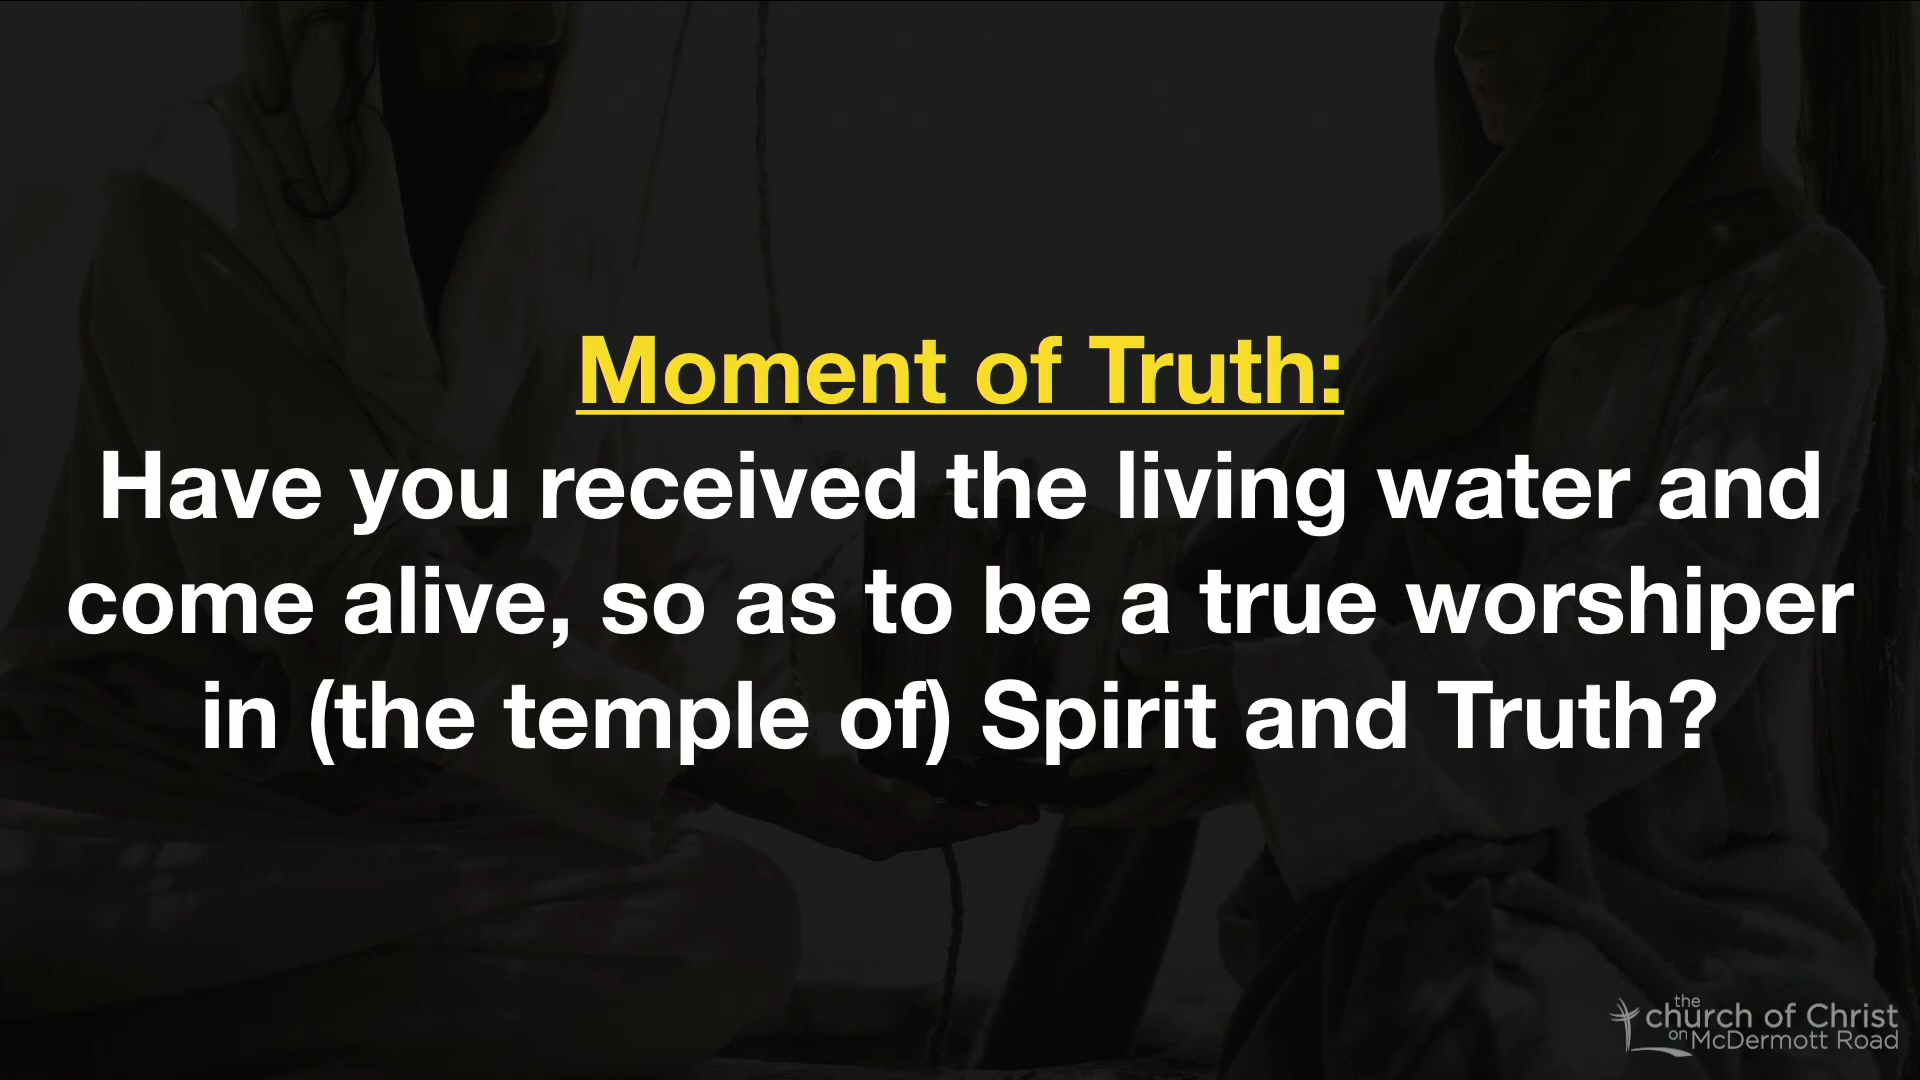 Moment of Truth:
Have you received the living water and
come alive, so as to be a true worshiper
in (the temple of) Spirit and Truth?
the
church of Christ
on McDermott Road